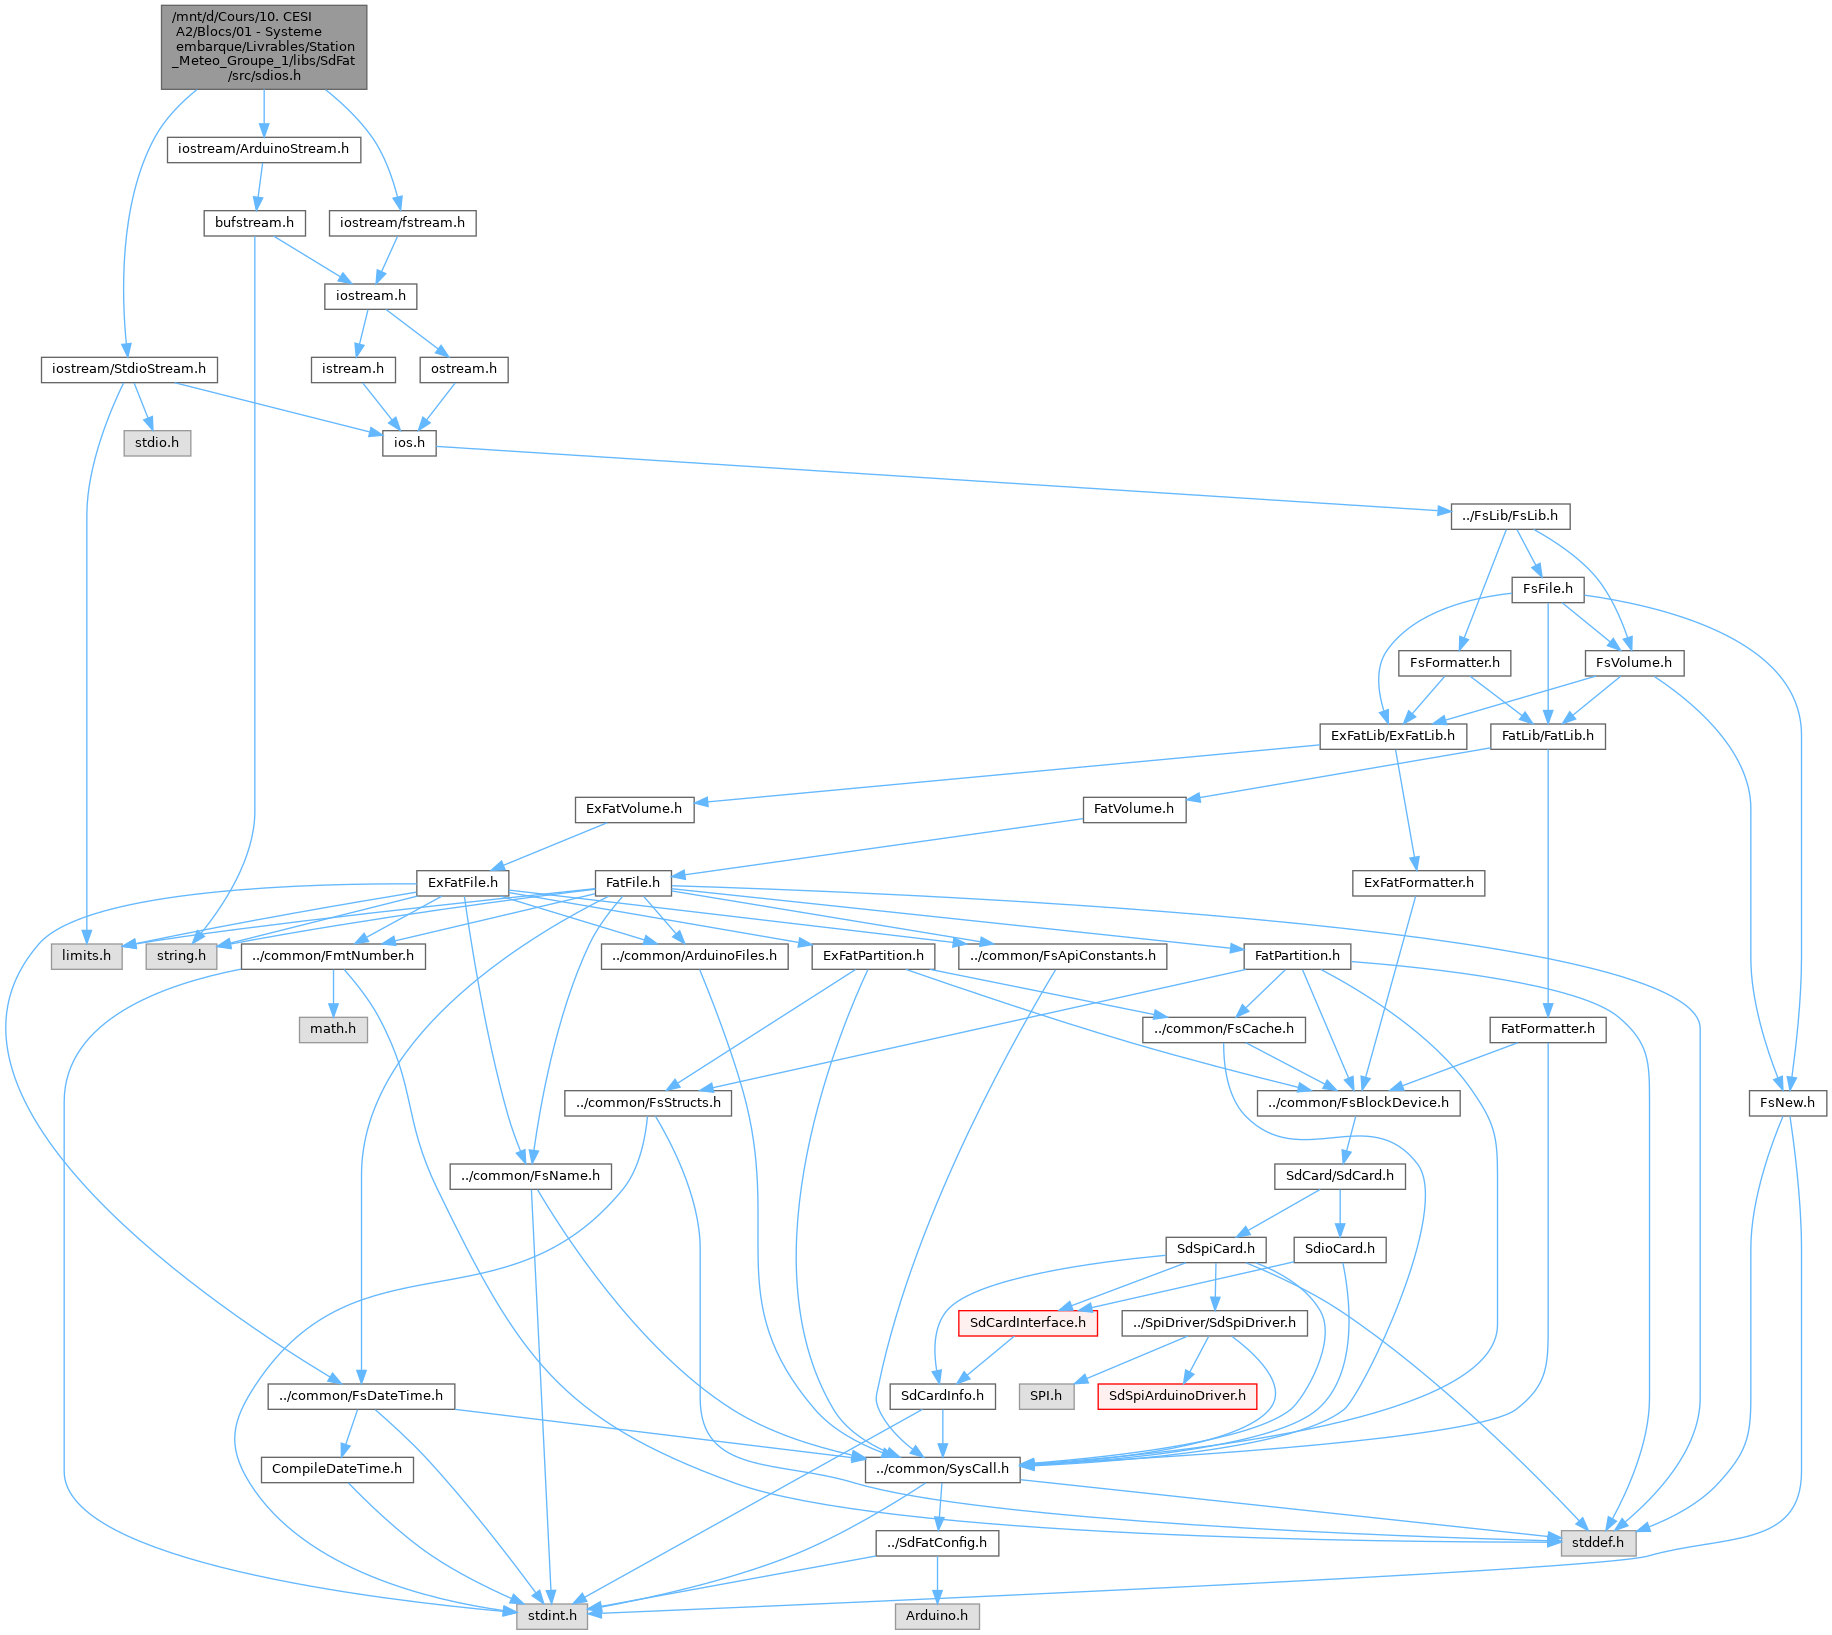 /mnt/d/Cours/10. CESI
A2/Blocs/01 - Systeme
embarque/Livrables/Station
_Meteo_Groupe_1/libs/SdFat
/src/sdios.h
iostream/ArduinoStream.h
bufstream.h
iostream/fstream.h
iostream.h
iostream/StdioStream.h
istream.h
ostream.h
stdio.h
ios.h
../FsLib/FsLib.h
FsFile.h
FsFormatter.h
FsVolume.h
ExFatLib/ExFatLib.h
FatLib/FatLib.h
ExFatVolume.h
FatVolume.h
ExFatFile.h
FatFile.h
ExFatFormatter.h
limits.h
string.h
../common/FmtNumber.h
../common/ArduinoFiles.h
ExFatPartition.h
../common/FsApiConstants.h
FatPartition.h
math.h
../common/FsCache.h
FatFormatter.h
../common/FsStructs.h
../common/FsBlockDevice.h
FsNew.h
../common/FsName.h
SdCard/SdCard.h
SdSpiCard.h
SdioCard.h
SdCardInterface.h
../SpiDriver/SdSpiDriver.h
../common/FsDateTime.h
SdCardInfo.h
SPI.h
SdSpiArduinoDriver.h
CompileDateTime.h
../common/SysCall.h
../SdFatConfig.h
stddef.h
stdint.h
Arduino.h